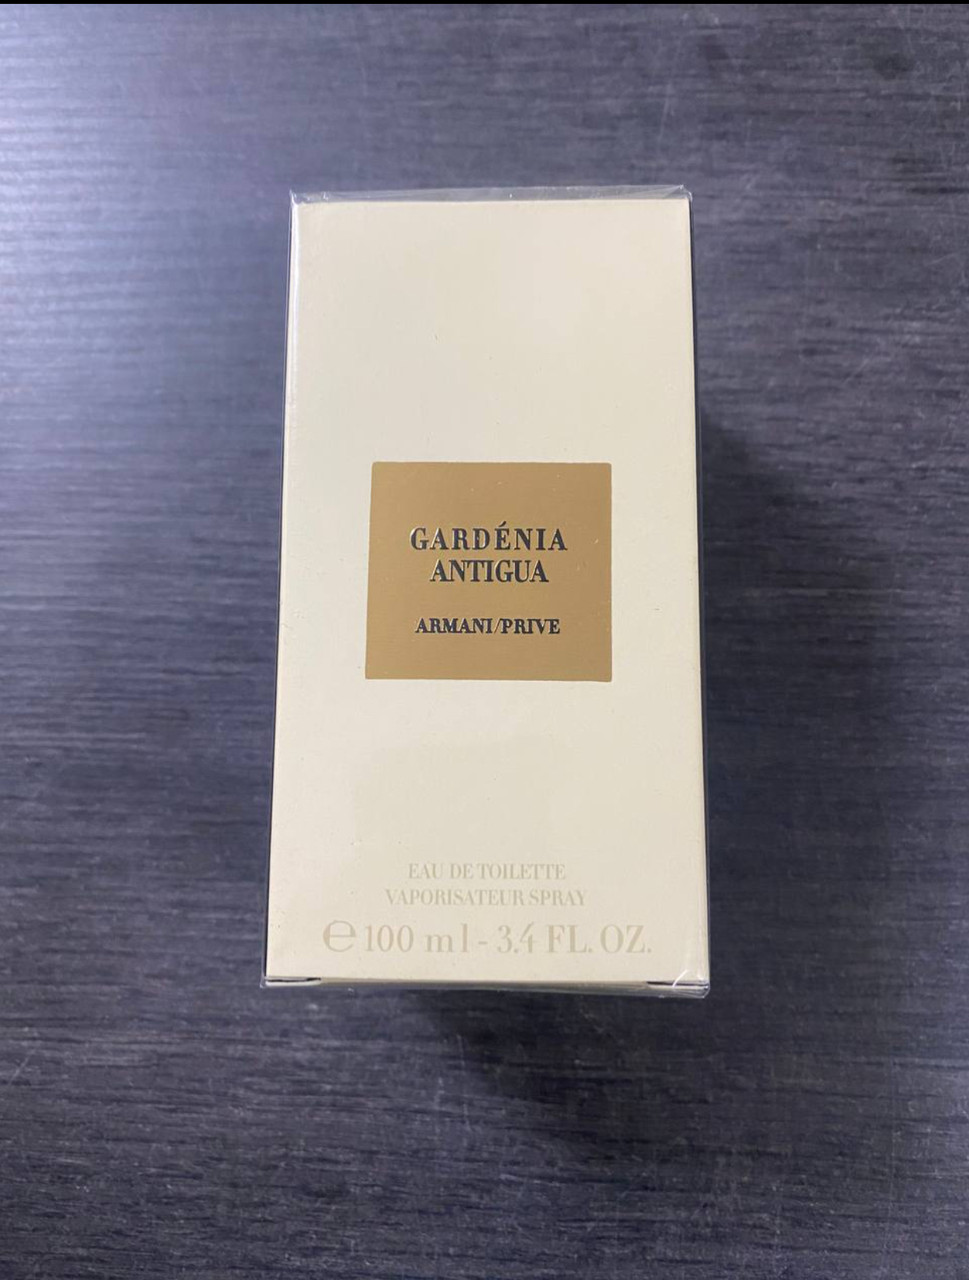 GARDÉNIA
ANTIGUA
ARMANI/PRIVE
EAU DE TOILETTE
VAPORISATEUR SPRAY
℮ 100 ml - 3.4 FL. OZ.